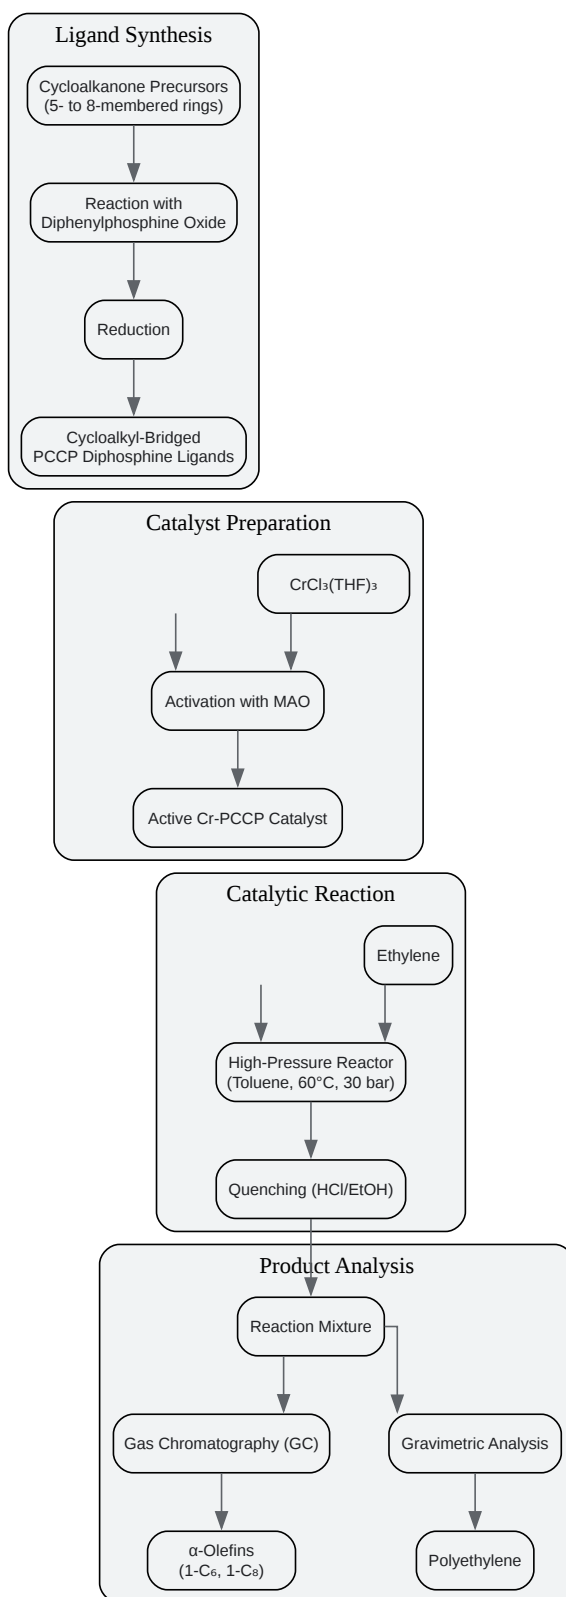 Ligand Synthesis
Cycloalkanone Precursors
(5- to 8-membered rings)
Reaction with
Diphenylphosphine Oxide
Reduction
Cycloalkyl-Bridged
PCCP Diphosphine Ligands
Catalyst Preparation
CrCl₃(THF)₃
Activation with MAO
Active Cr-PCCP Catalyst
Catalytic Reaction
Ethylene
High-Pressure Reactor
(Toluene, 60°C, 30 bar)
Quenching (HCl/EtOH)
Product Analysis
Reaction Mixture
Gas Chromatography (GC)
Gravimetric Analysis
α-Olefins
(1-C₆, 1-C₈)
Polyethylene